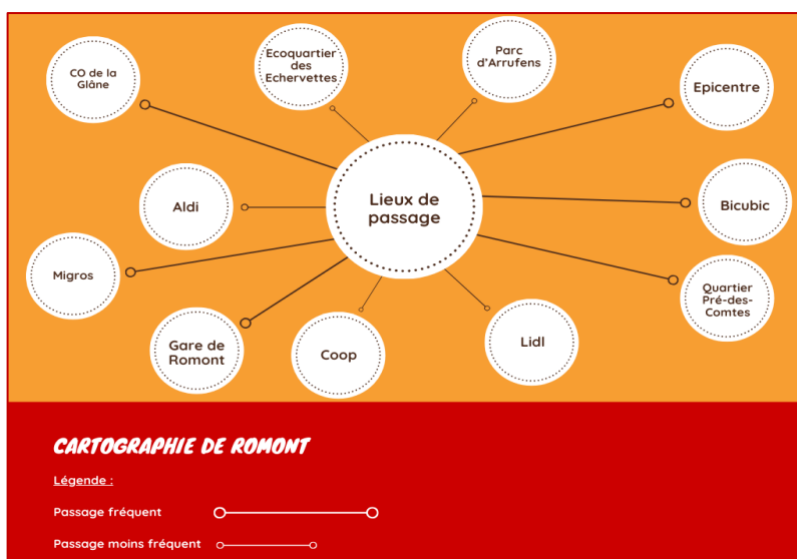 CO de la
Glâne
Ecoquartier
des
Echervettes
Parc
d'Arrufens
Epicentre
Aldi
Lieux de
passage
Bicubic
Migros
Quartier
Pré-des-
Comtes
Gare de
Romont
Coop
Lidl
CARTOGRAPHIE DE ROMONT
Légende :
Passage fréquent
Passage moins fréquent